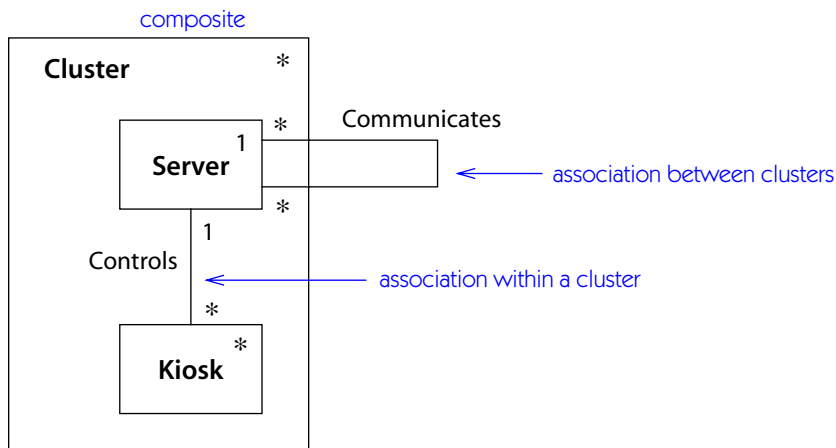 composite
Cluster *
* Communicates
1
Server
association between clusters
*
1
Controls
association within a cluster
*
*
Kiosk